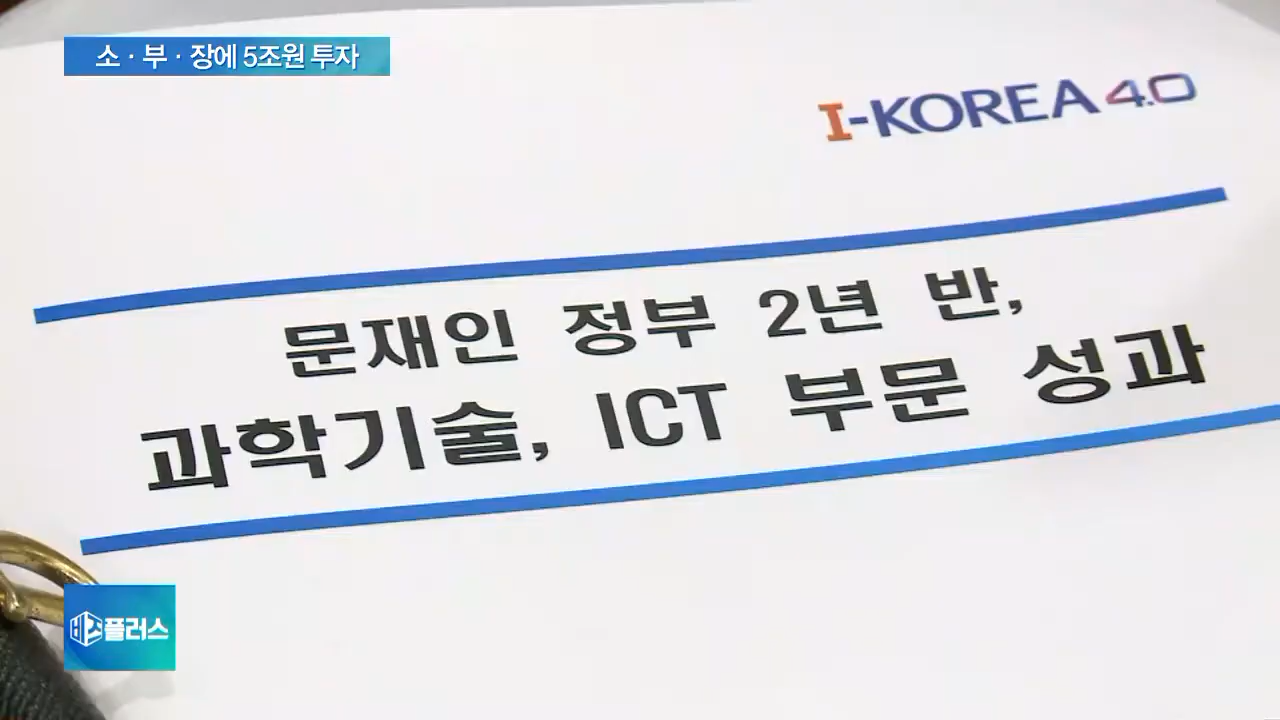 소·부·장에 5조원 투자
I-KOREA 4.0
문재인 정부 2년 반,
과학기술, ICT 부문 성과
비즈플러스